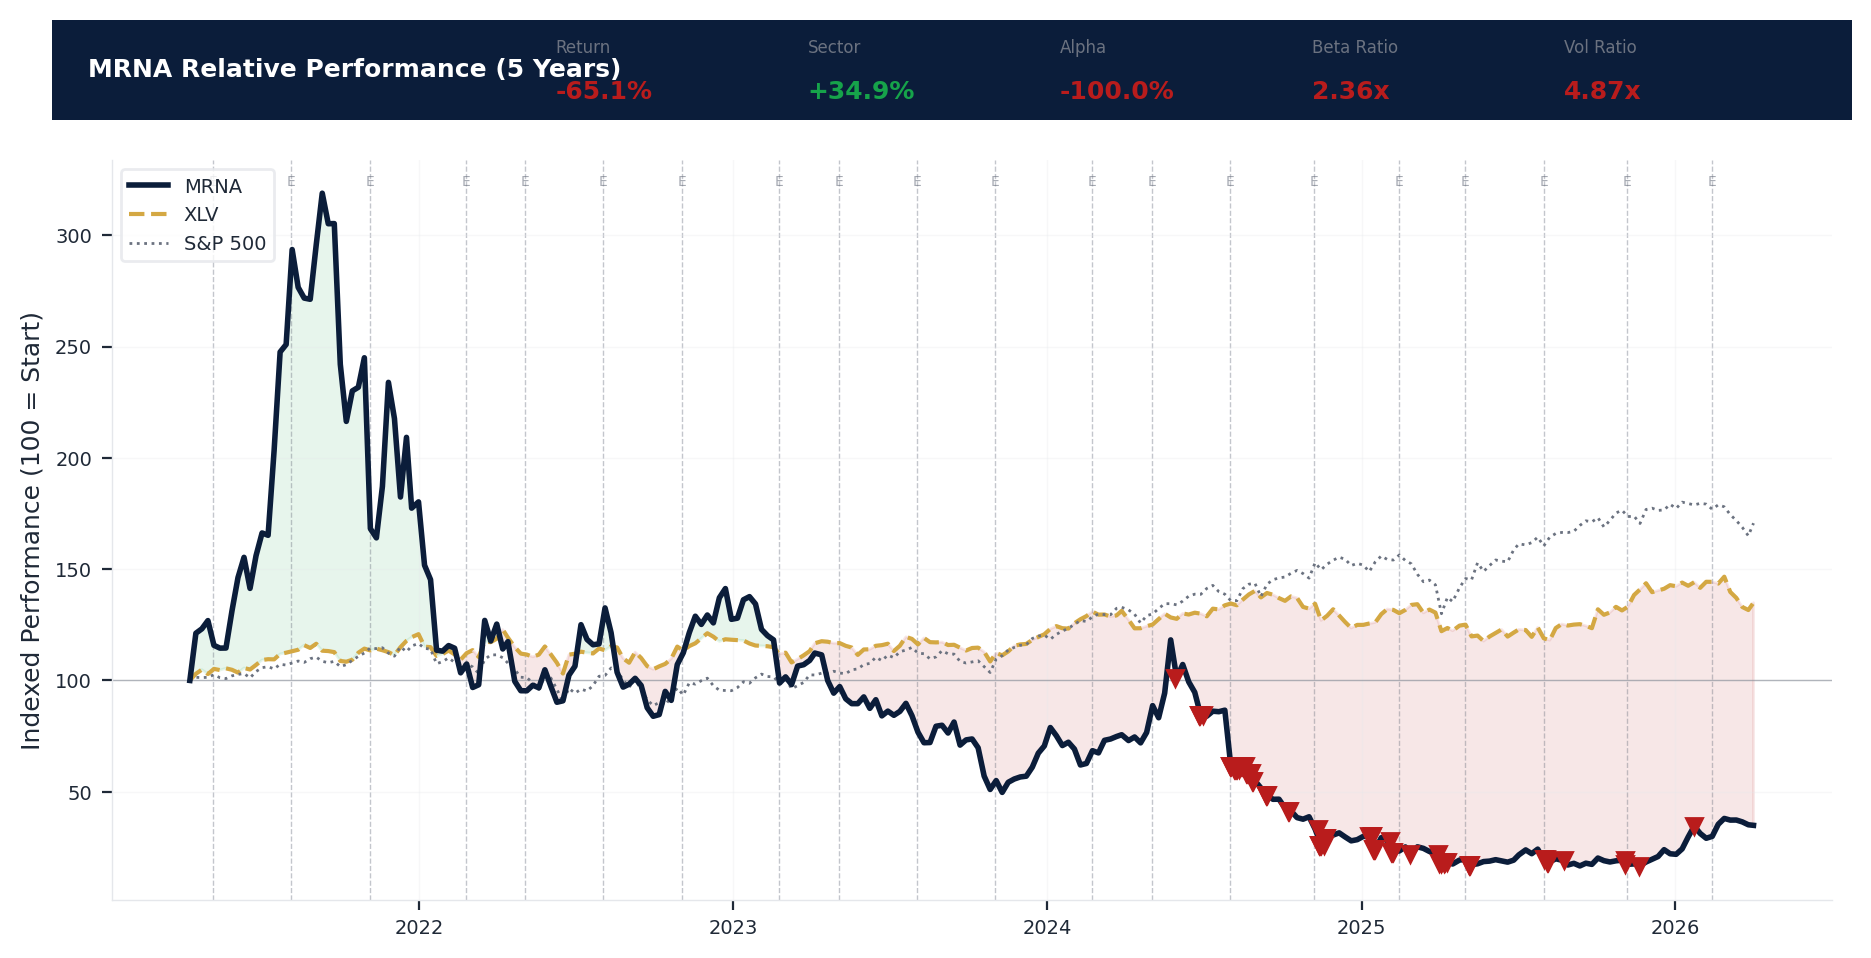 MRNA Relative Performance (5 Years)
Return
-65.1%
Sector
+34.9%
Alpha
-100.0%
Beta Ratio
2.36x
Vol Ratio
4.87x
Indexed Performance (100 = Start)
MRNA
XLV
S&P 500
E E E E E E E E E E E E E E E E E E E
300
250
200
150
100
50
2022 2023 2024 2025 2026